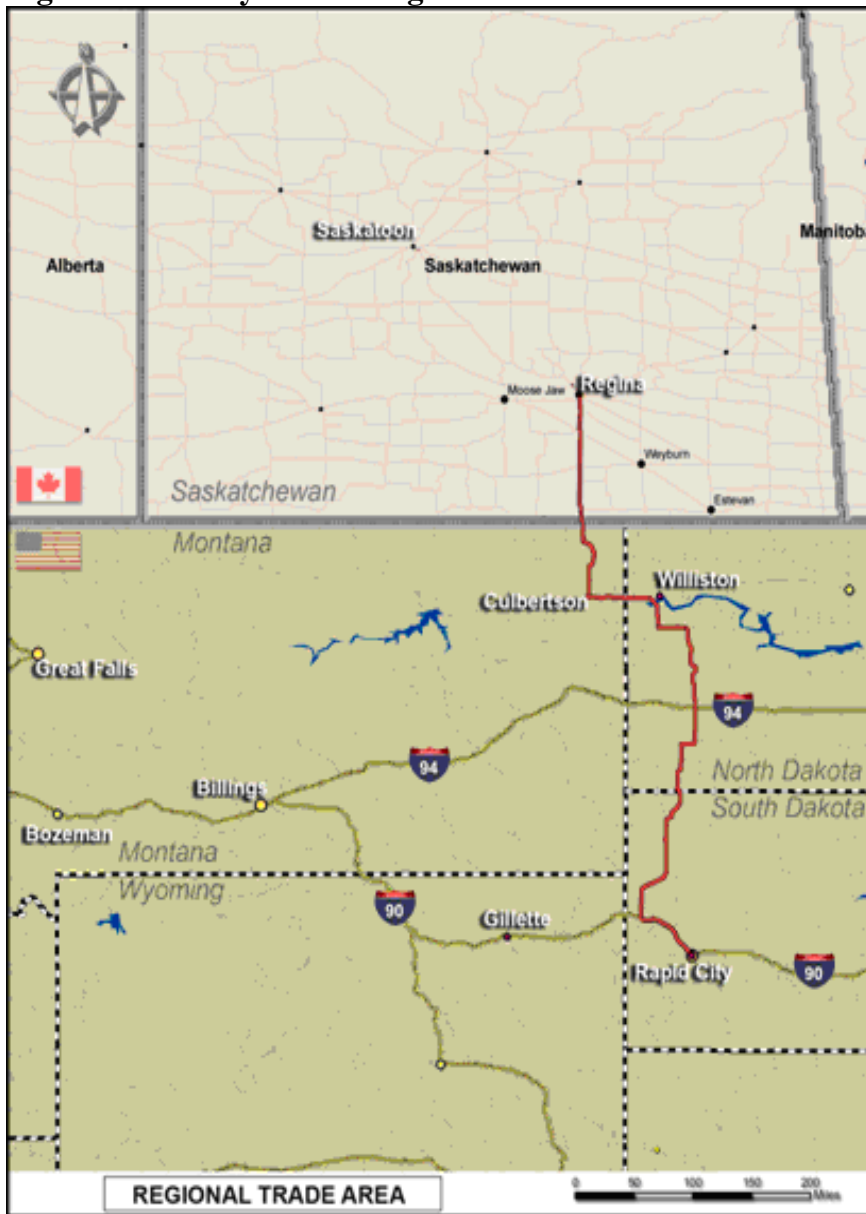 Saskatoon
Alberta
Saskatchewan
Manitoba
Regina
Moose Jaw
Weyburn
Estevan
Saskatchewan
Montana
Williston
Culbertson
Great Falls
94
94
Billings
North Dakota
South Dakota
Bozeman
Montana
Wyoming
90
Gillette
Rapid City
90
REGIONAL TRADE AREA
0 50 100 150 200
Miles